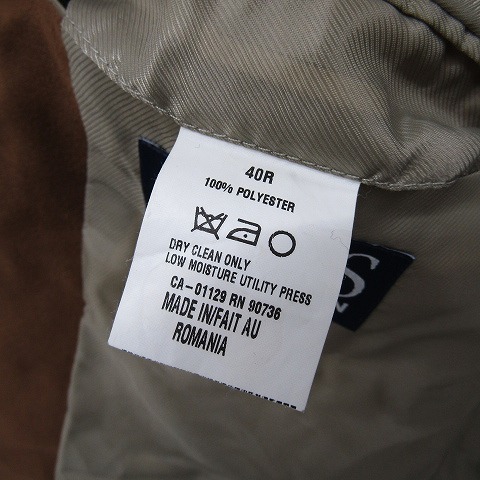 40R
100% POLYESTER
DRY CLEAN ONLY
LOW MOISTURE UTILITY PRESS
CA-01129 RN 90736
MADE IN/FAIT AU
ROMANIA
S